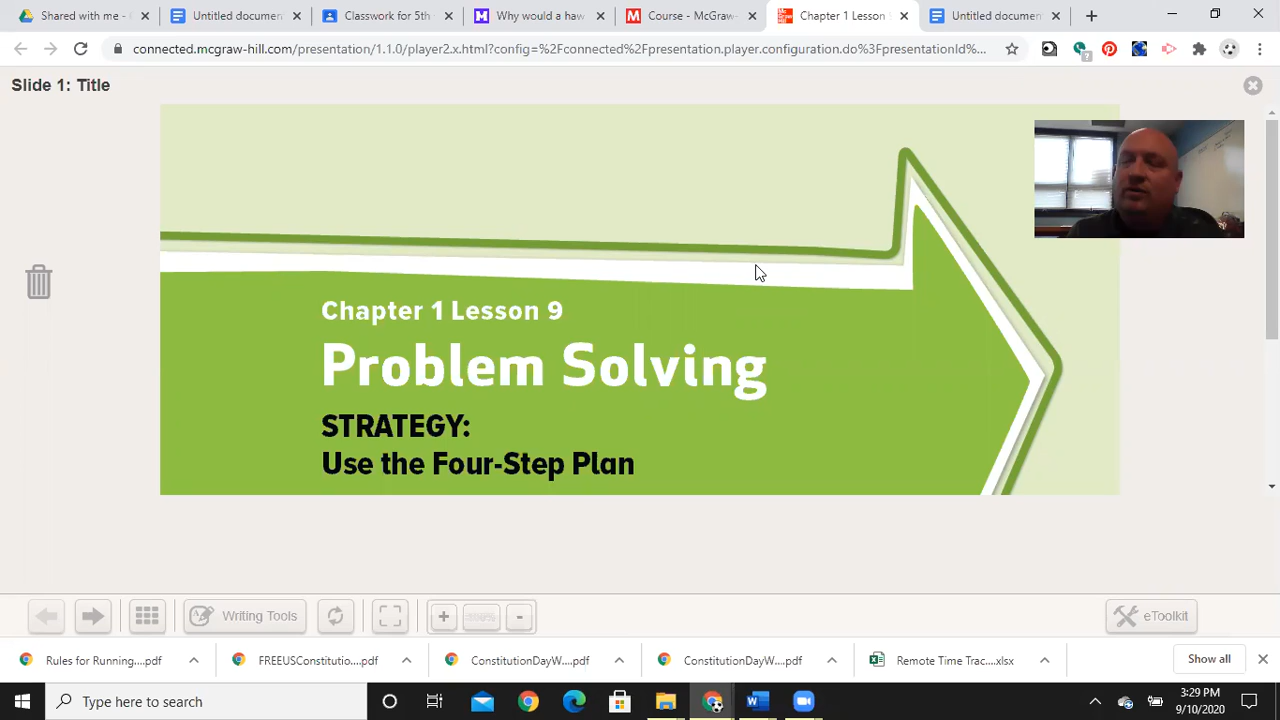 Shared with me -
Untitled documen
Classwork for 5th
Why would a haw
Course - McGraw-
Chapter 1 Lesson
Untitled documen
connected.mcgraw-hill.com/presentation/1.1.0/player2.x.html?config=%2Fconnected%2Fpresentation.player.configuration.do%3FpresentationId%...
Slide 1: Title
Chapter 1 Lesson 9
Problem Solving
STRATEGY:
Use the Four-Step Plan
Writing Tools
+
-
eToolkit
Rules for Running....pdf
FREEUSConstitutio....pdf
ConstitutionDayW....pdf
ConstitutionDayW....pdf
Remote Time Trac....xlsx
Show all
Type here to search
3:29 PM
9/10/2020